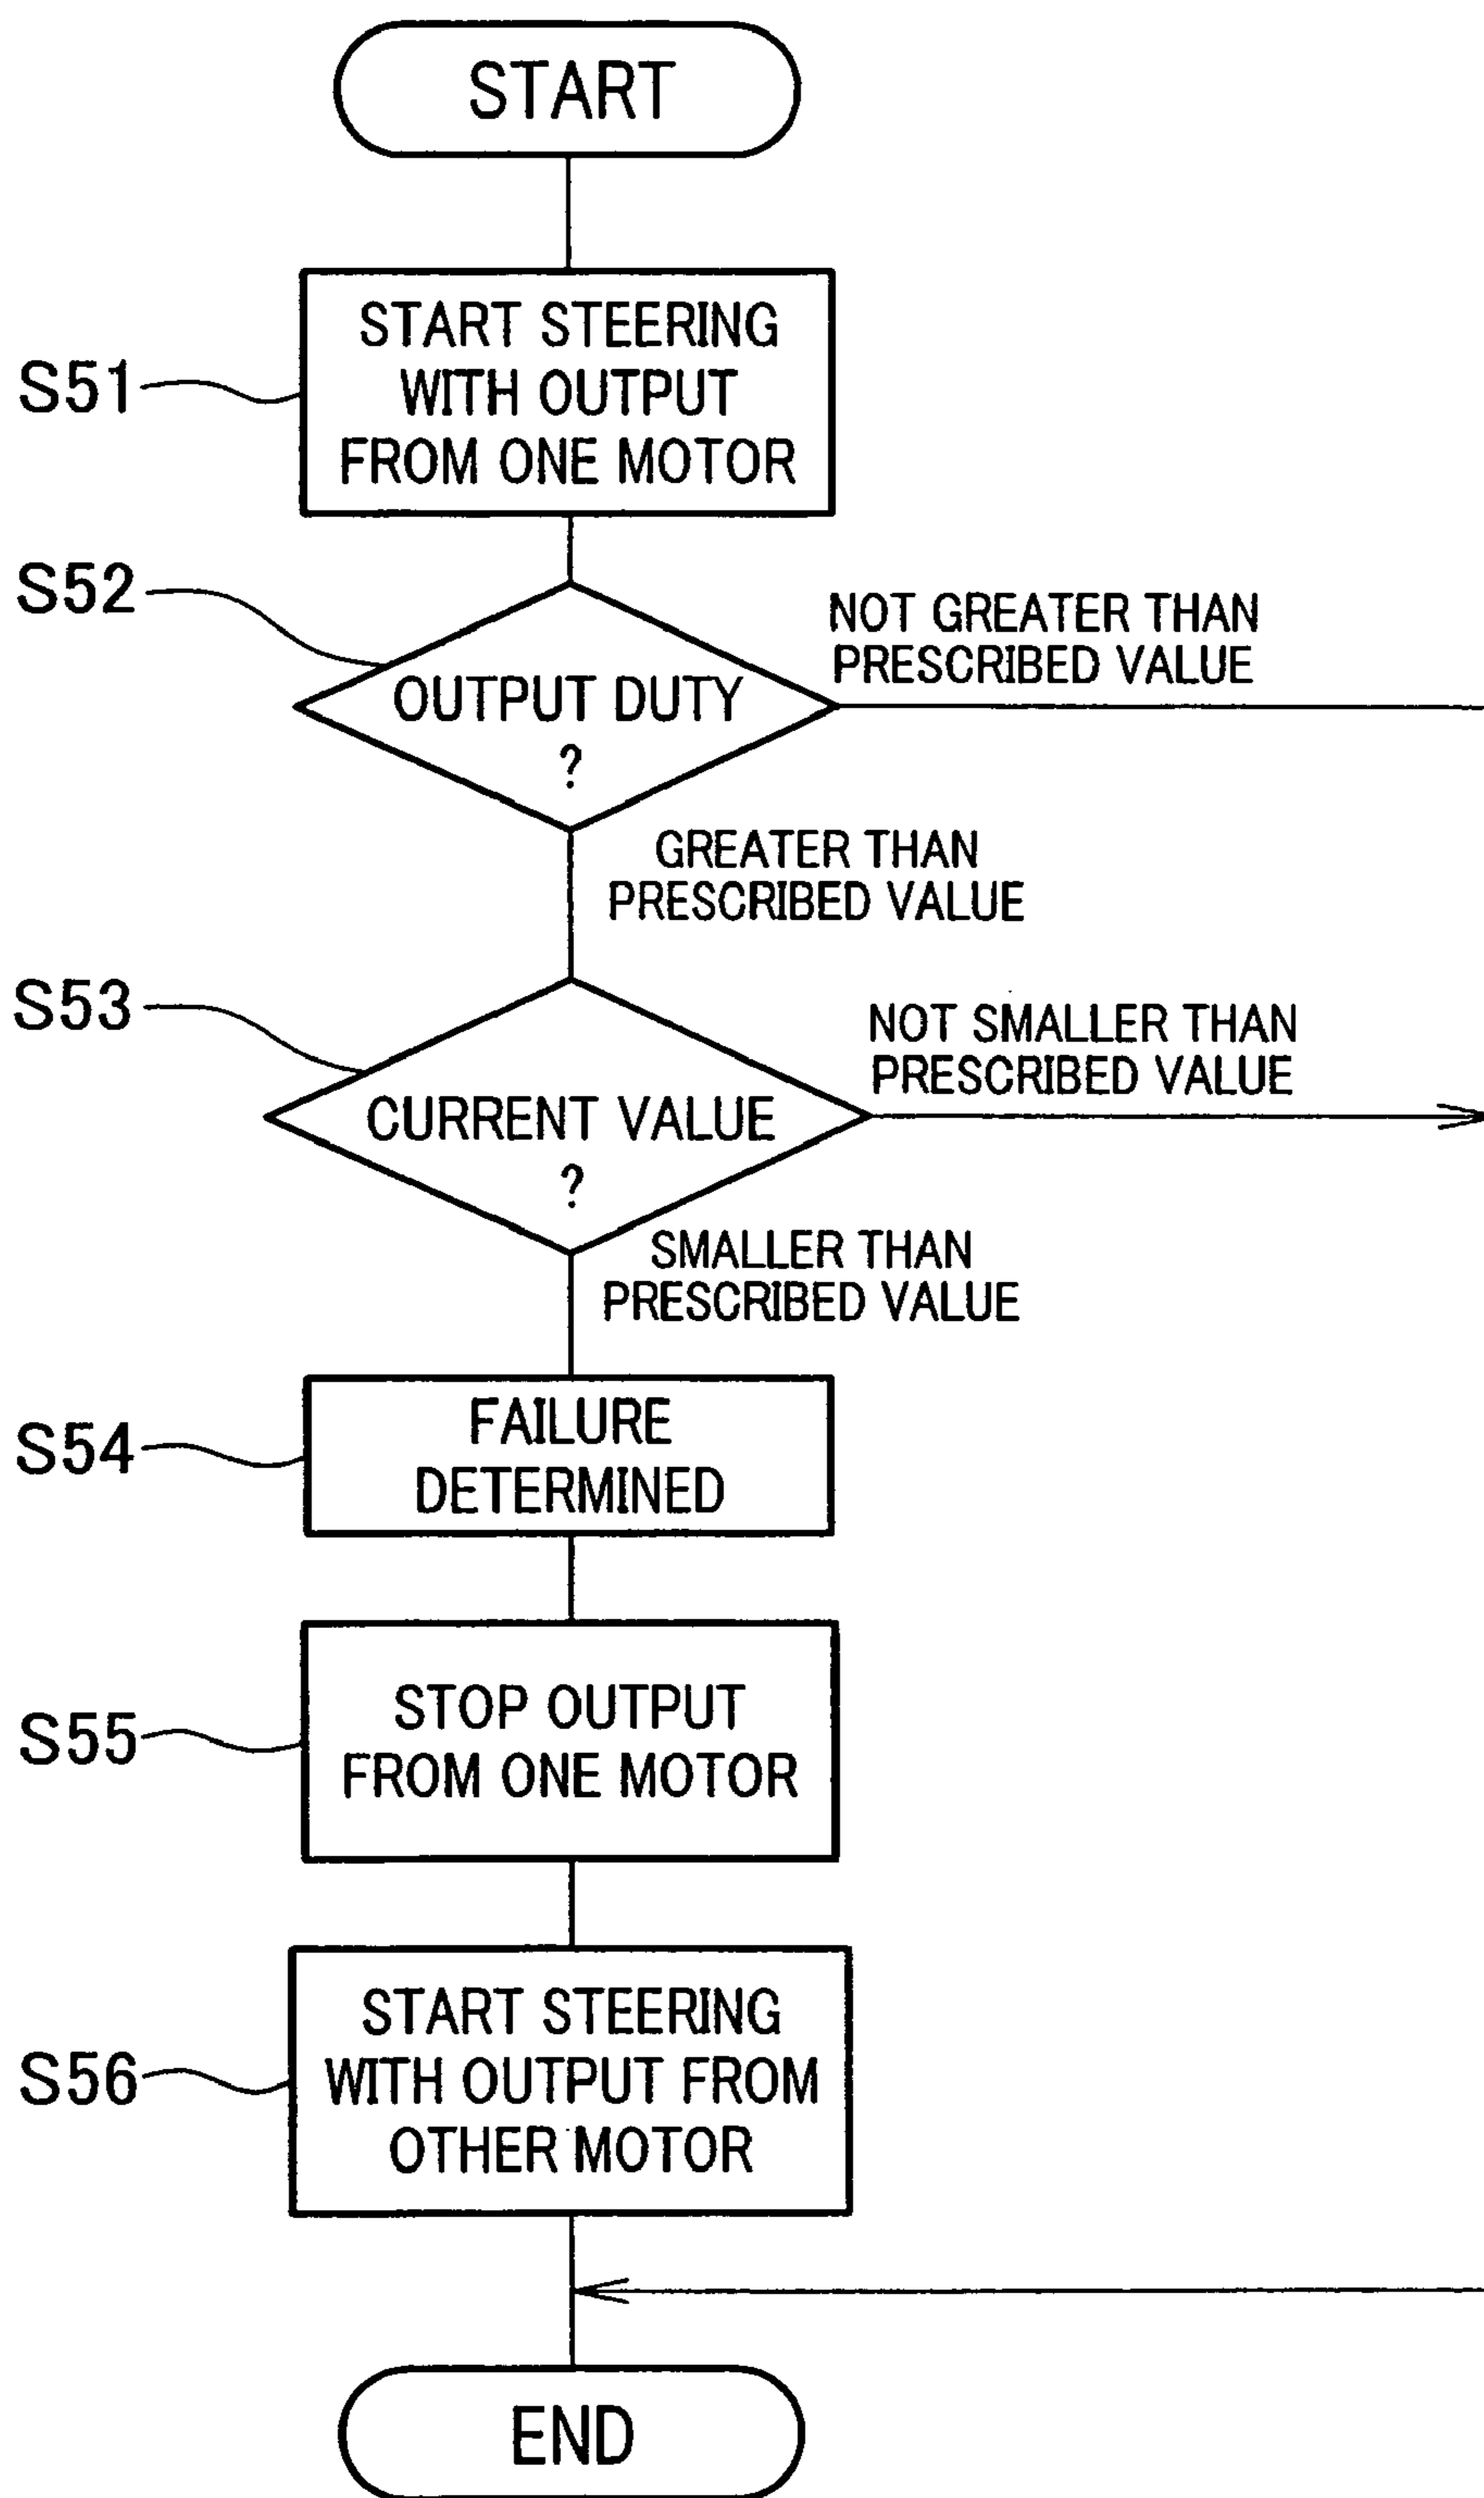 START
S51
START STEERING
WITH OUTPUT
FROM ONE MOTOR
S52
OUTPUT DUTY
?
NOT GREATER THAN
PRESCRIBED VALUE
GREATER THAN
PRESCRIBED VALUE
S53
CURRENT VALUE
?
NOT SMALLER THAN
PRESCRIBED VALUE
SMALLER THAN
PRESCRIBED VALUE
S54
FAILURE
DETERMINED
S55
STOP OUTPUT
FROM ONE MOTOR
S56
START STEERING
WITH OUTPUT FROM
OTHER MOTOR
END